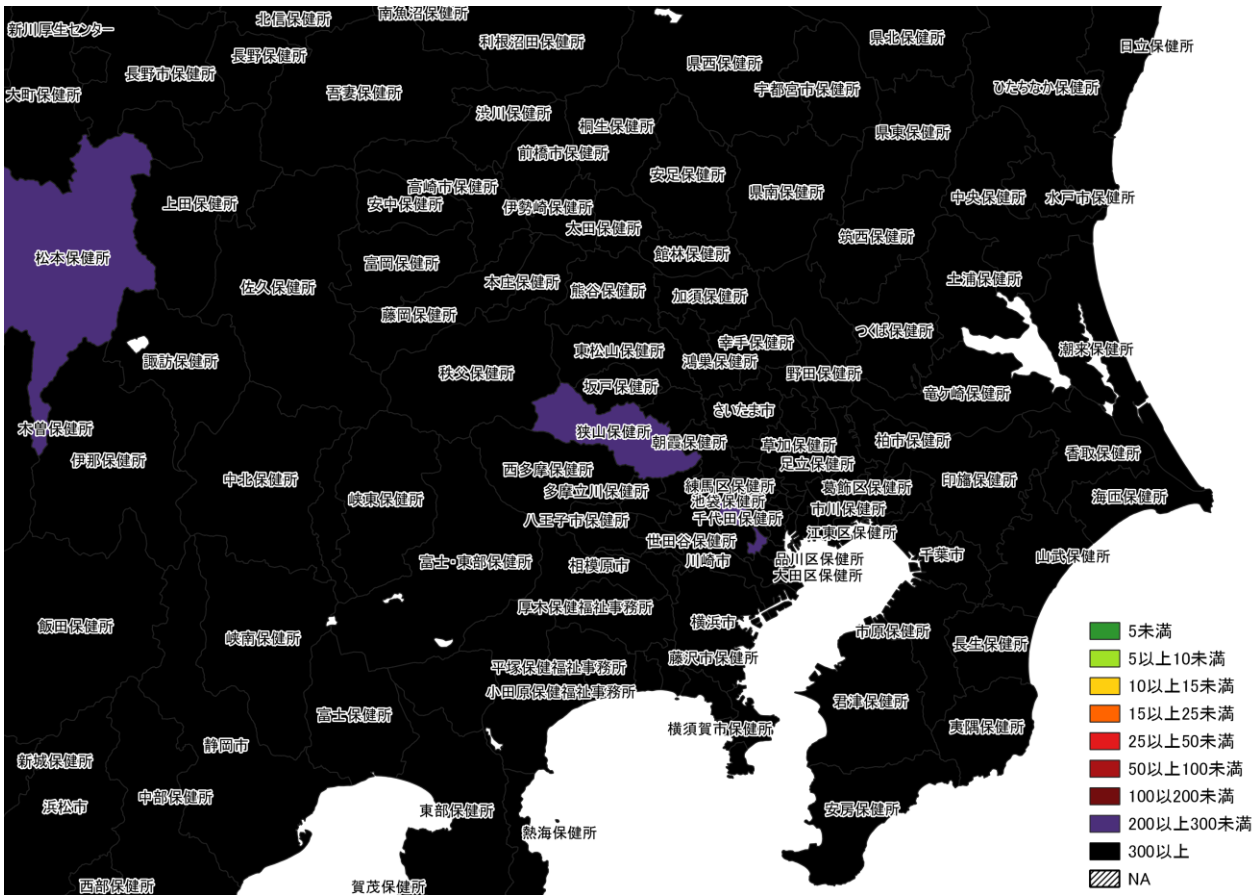 新川厚生センター
北信保健所
南魚沼保健所
利根沼田保健所
県北保健所
日立保健所
長野保健所
長野市保健所
県西保健所
大町保健所
吾妻保健所
宇都宮市保健所
ひたちなか保健所
渋川保健所
桐生保健所
県東保健所
前橋市保健所
安足保健所
高崎市保健所
県南保健所
上田保健所
安中保健所
伊勢崎保健所
中央保健所
水戸市保健所
太田保健所
筑西保健所
松本保健所
館林保健所
富岡保健所
本庄保健所
土浦保健所
佐久保健所
熊谷保健所
加須保健所
藤岡保健所
つくば保健所
幸手保健所
東松山保健所
潮来保健所
諏訪保健所
鴻巣保健所
秩父保健所
野田保健所
坂戸保健所
竜ケ崎保健所
さいたま市
木曽保健所
狭山保健所
朝霞保健所
草加保健所
柏市保健所
香取保健所
伊那保健所
足立保健所
西多摩保健所
中北保健所
印旛保健所
練馬区保健所
葛飾区保健所
多摩立川保健所
峡東保健所
海匝保健所
池袋保健所
市川保健所
八王子市保健所
千代田保健所
江東区保健所
世田谷保健所
千葉市
山武保健所
富士・東部保健所
相模原市
川崎市
品川区保健所
大田区保健所
厚木保健福祉事務所
飯田保健所
峡南保健所
横浜市
市原保健所
長生保健所
藤沢市保健所
平塚保健福祉事務所
小田原保健福祉事務所
君津保健所
富士保健所
横須賀市保健所
夷隅保健所
静岡市
新城保健所
中部保健所
浜松市
東部保健所
安房保健所
熱海保健所
西部保健所
賀茂保健所
5未満
5以上10未満
10以上15未満
15以上25未満
25以上50未満
50以上100未満
100以200未満
200以上300未満
300以上
NA